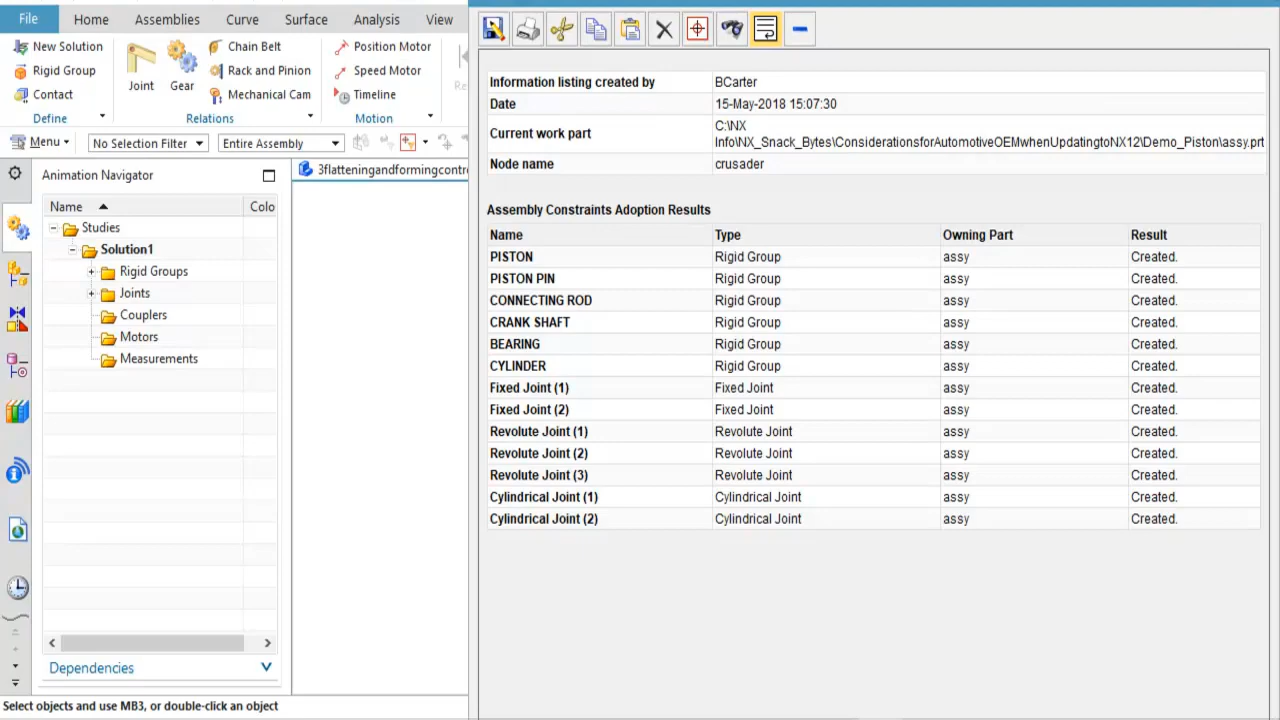 File Home Assemblies Curve Surface Analysis View
New Solution
Rigid Group
Contact
Define
Joint
Gear
Chain Belt
Rack and Pinion
Mechanical Cam
Relations
Position Motor
Speed Motor
Timeline
Motion
Menu No Selection Filter Entire Assembly
Animation Navigator
Name Colo
Studies
Solution1
Rigid Groups
Joints
Couplers
Motors
Measurements
Dependencies
Select objects and use MB3, or double-click an object
3flatteningandformingcontro
Information listing created by BCarter
Date 15-May-2018 15:07:30
Current work part C:\NX
Info\NX_Snack_Bytes\ConsiderationsforAutomotiveOEMwhenUpdatingtoNX12\Demo_Piston\assy.prt
Node name crusader
Assembly Constraints Adoption Results
Name Type Owning Part Result
PISTON Rigid Group assy Created.
PISTON PIN Rigid Group assy Created.
CONNECTING ROD Rigid Group assy Created.
CRANK SHAFT Rigid Group assy Created.
BEARING Rigid Group assy Created.
CYLINDER Rigid Group assy Created.
Fixed Joint (1) Fixed Joint assy Created.
Fixed Joint (2) Fixed Joint assy Created.
Revolute Joint (1) Revolute Joint assy Created.
Revolute Joint (2) Revolute Joint assy Created.
Revolute Joint (3) Revolute Joint assy Created.
Cylindrical Joint (1) Cylindrical Joint assy Created.
Cylindrical Joint (2) Cylindrical Joint assy Created.